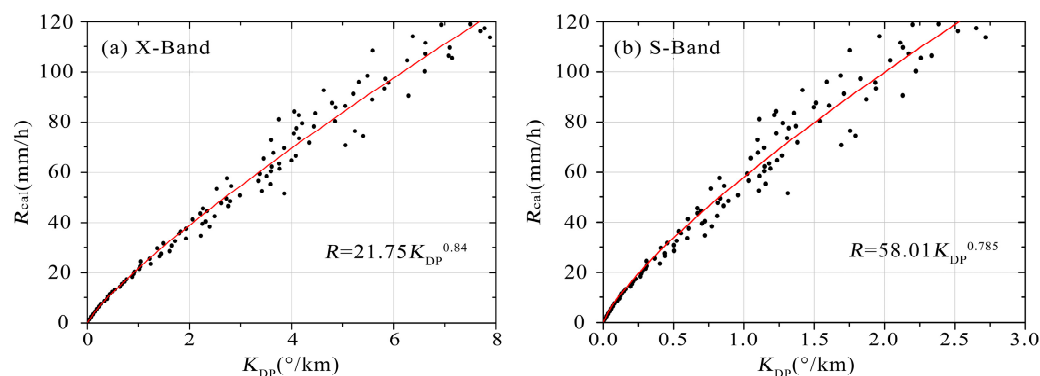 (a) X-Band
120
100
80
60
40
20
0
R_cal(mm/h)
R=21.75K_DP^0.84
0 2 4 6 8
K_DP(°/km)
(b) S-Band
120
100
80
60
40
20
0
R_cal(mm/h)
R=58.01K_DP^0.785
0.0 0.5 1.0 1.5 2.0 2.5 3.0
K_DP(°/km)